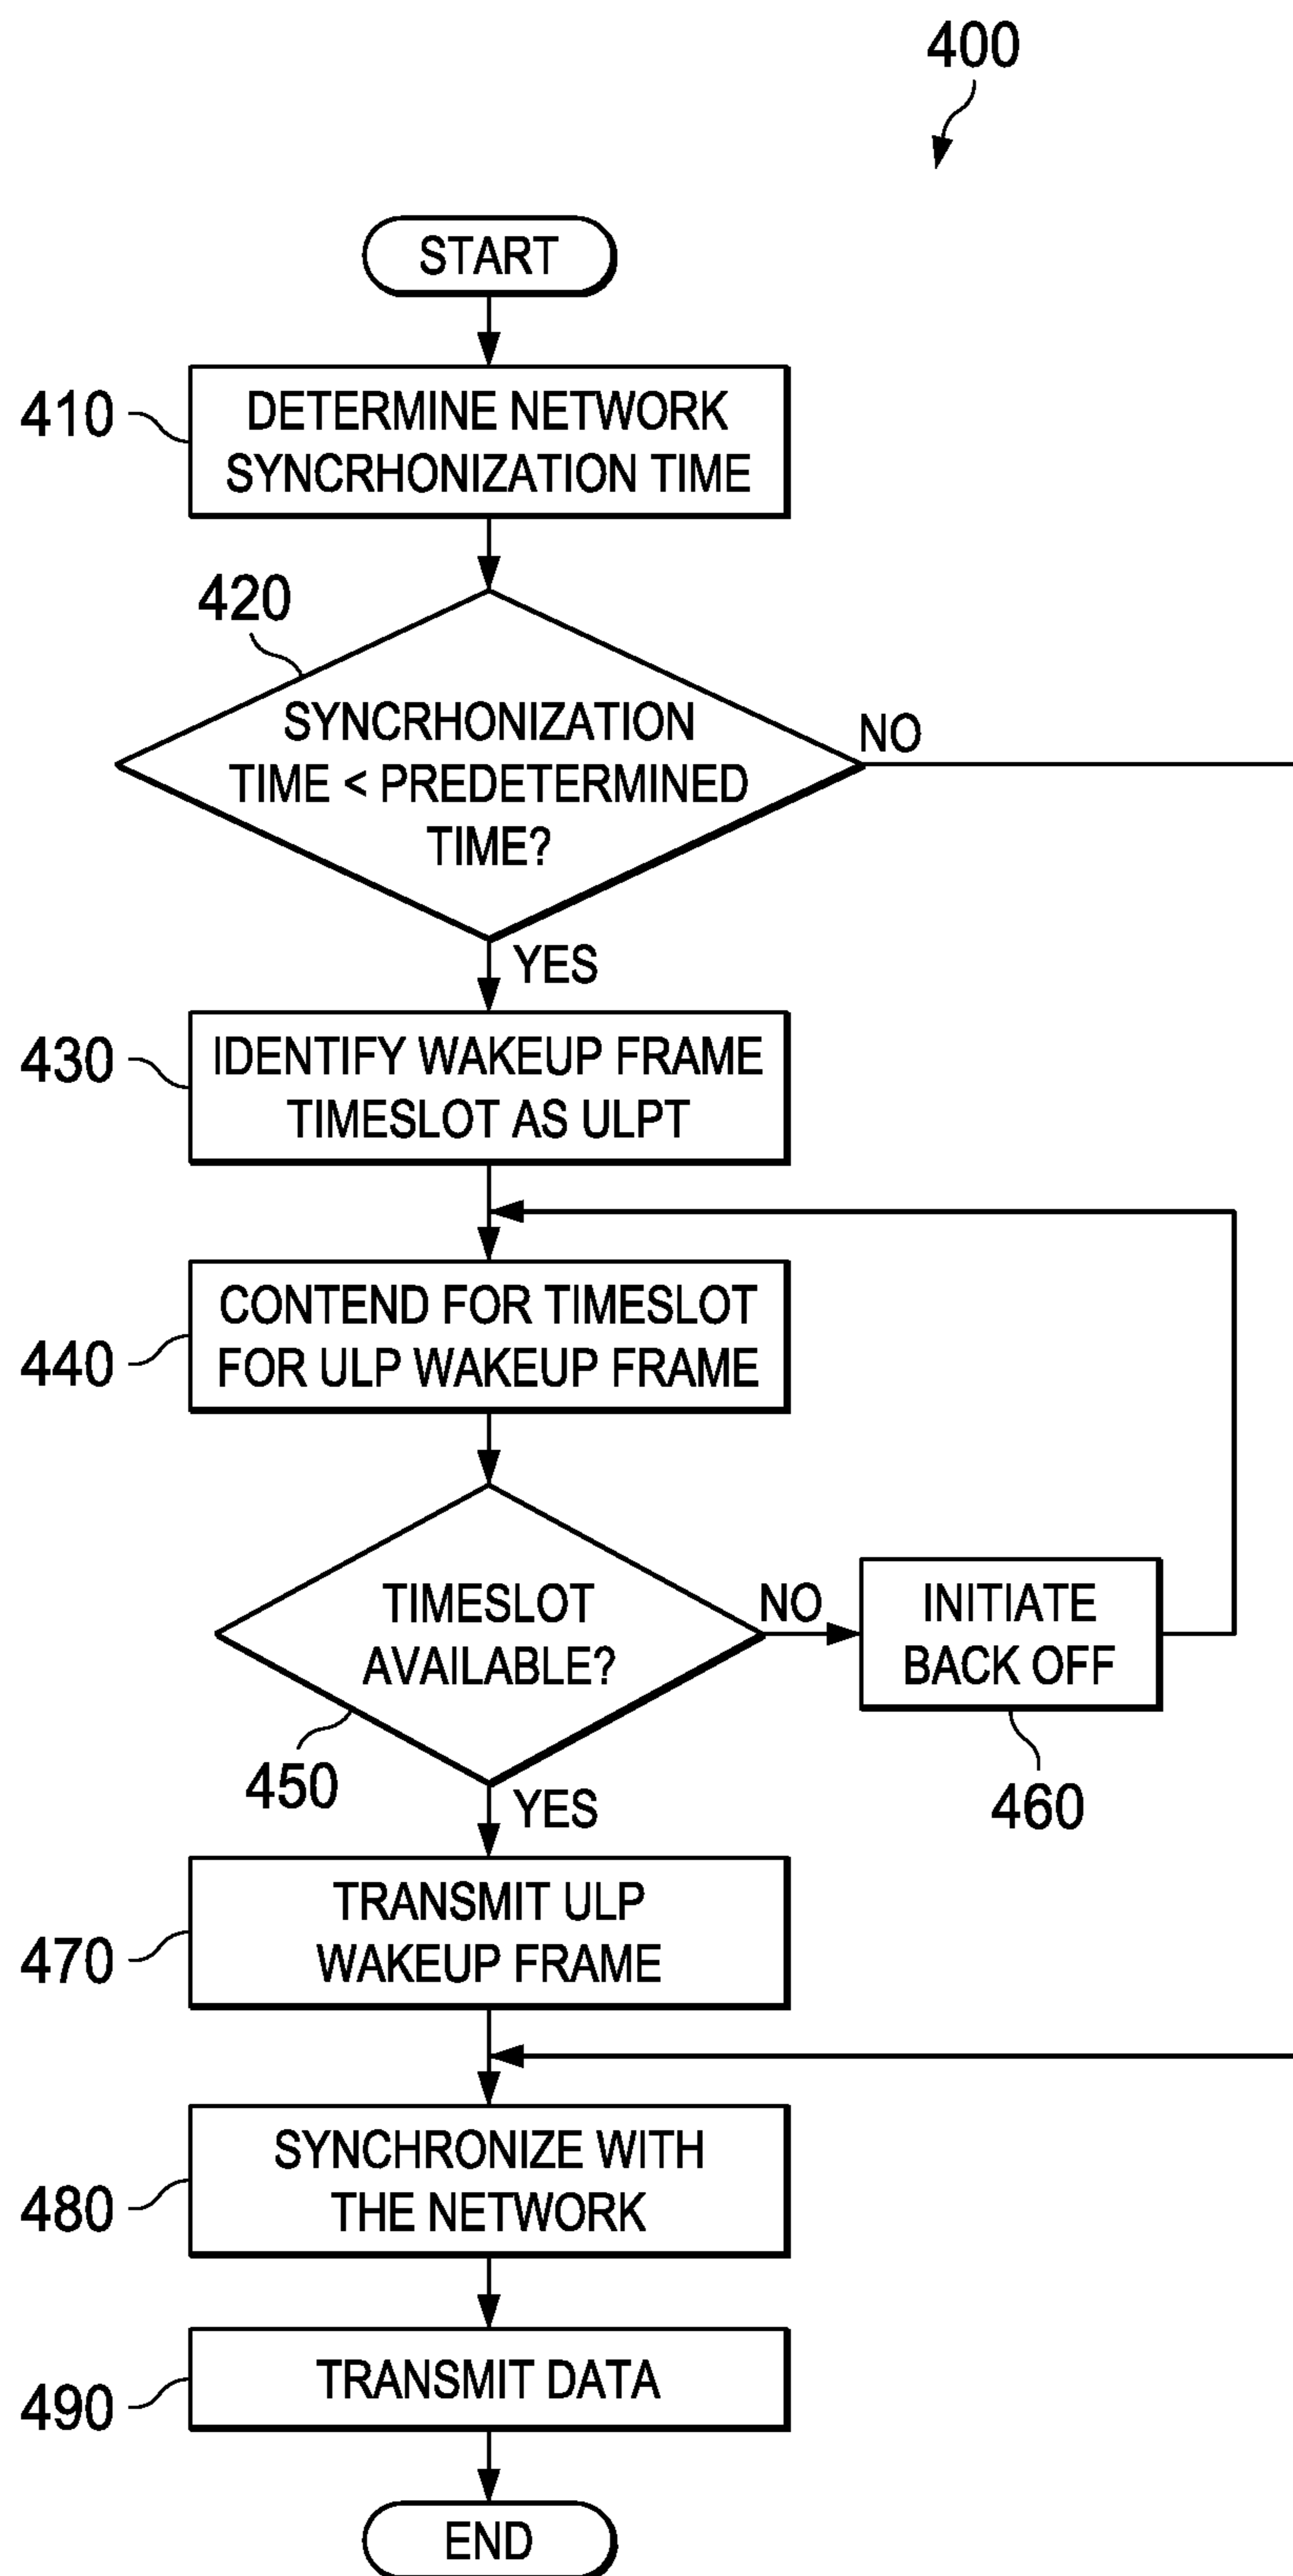 400
START
410
DETERMINE NETWORK
SYNCRHONIZATION TIME
420
SYNCRHONIZATION
TIME < PREDETERMINED
TIME?
NO
YES
430
IDENTIFY WAKEUP FRAME
TIMESLOT AS ULPT
440
CONTEND FOR TIMESLOT
FOR ULP WAKEUP FRAME
TIMESLOT
AVAILABLE?
NO
INITIATE
BACK OFF
450
460
YES
470
TRANSMIT ULP
WAKEUP FRAME
480
SYNCHRONIZE WITH
THE NETWORK
490
TRANSMIT DATA
END